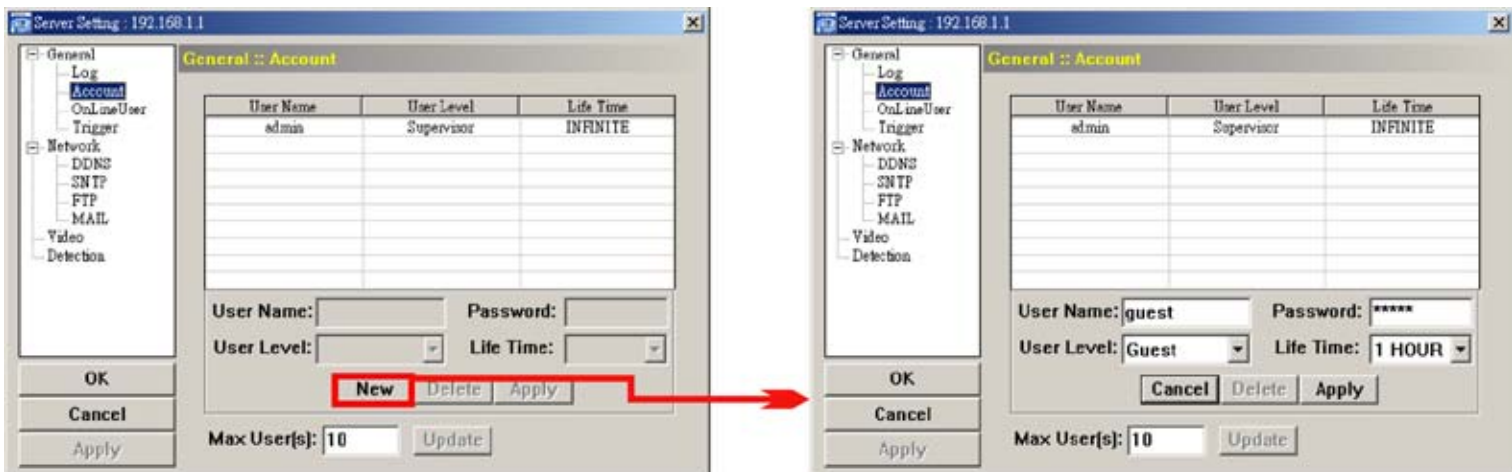 Server Setting : 192.168.1.1
General
Log
Account
OnLineUser
Trigger
Network
DDNS
SNTP
FTP
MAIL
Video
Detection
OK
Cancel
Apply
General :: Account
User Name User Level Life Time
admin Supervisor INFINITE
User Name: Password:
User Level: Life Time:
New Delete Apply
Max User[s]: 10 Update
Server Setting : 192.168.1.1
General
Log
Account
OnLineUser
Trigger
Network
DDNS
SNTP
FTP
MAIL
Video
Detection
OK
Cancel
Apply
General :: Account
User Name User Level Life Time
admin Supervisor INFINITE
User Name: guest Password: *****
User Level: Guest Life Time: 1 HOUR
Cancel Delete Apply
Max User[s]: 10 Update